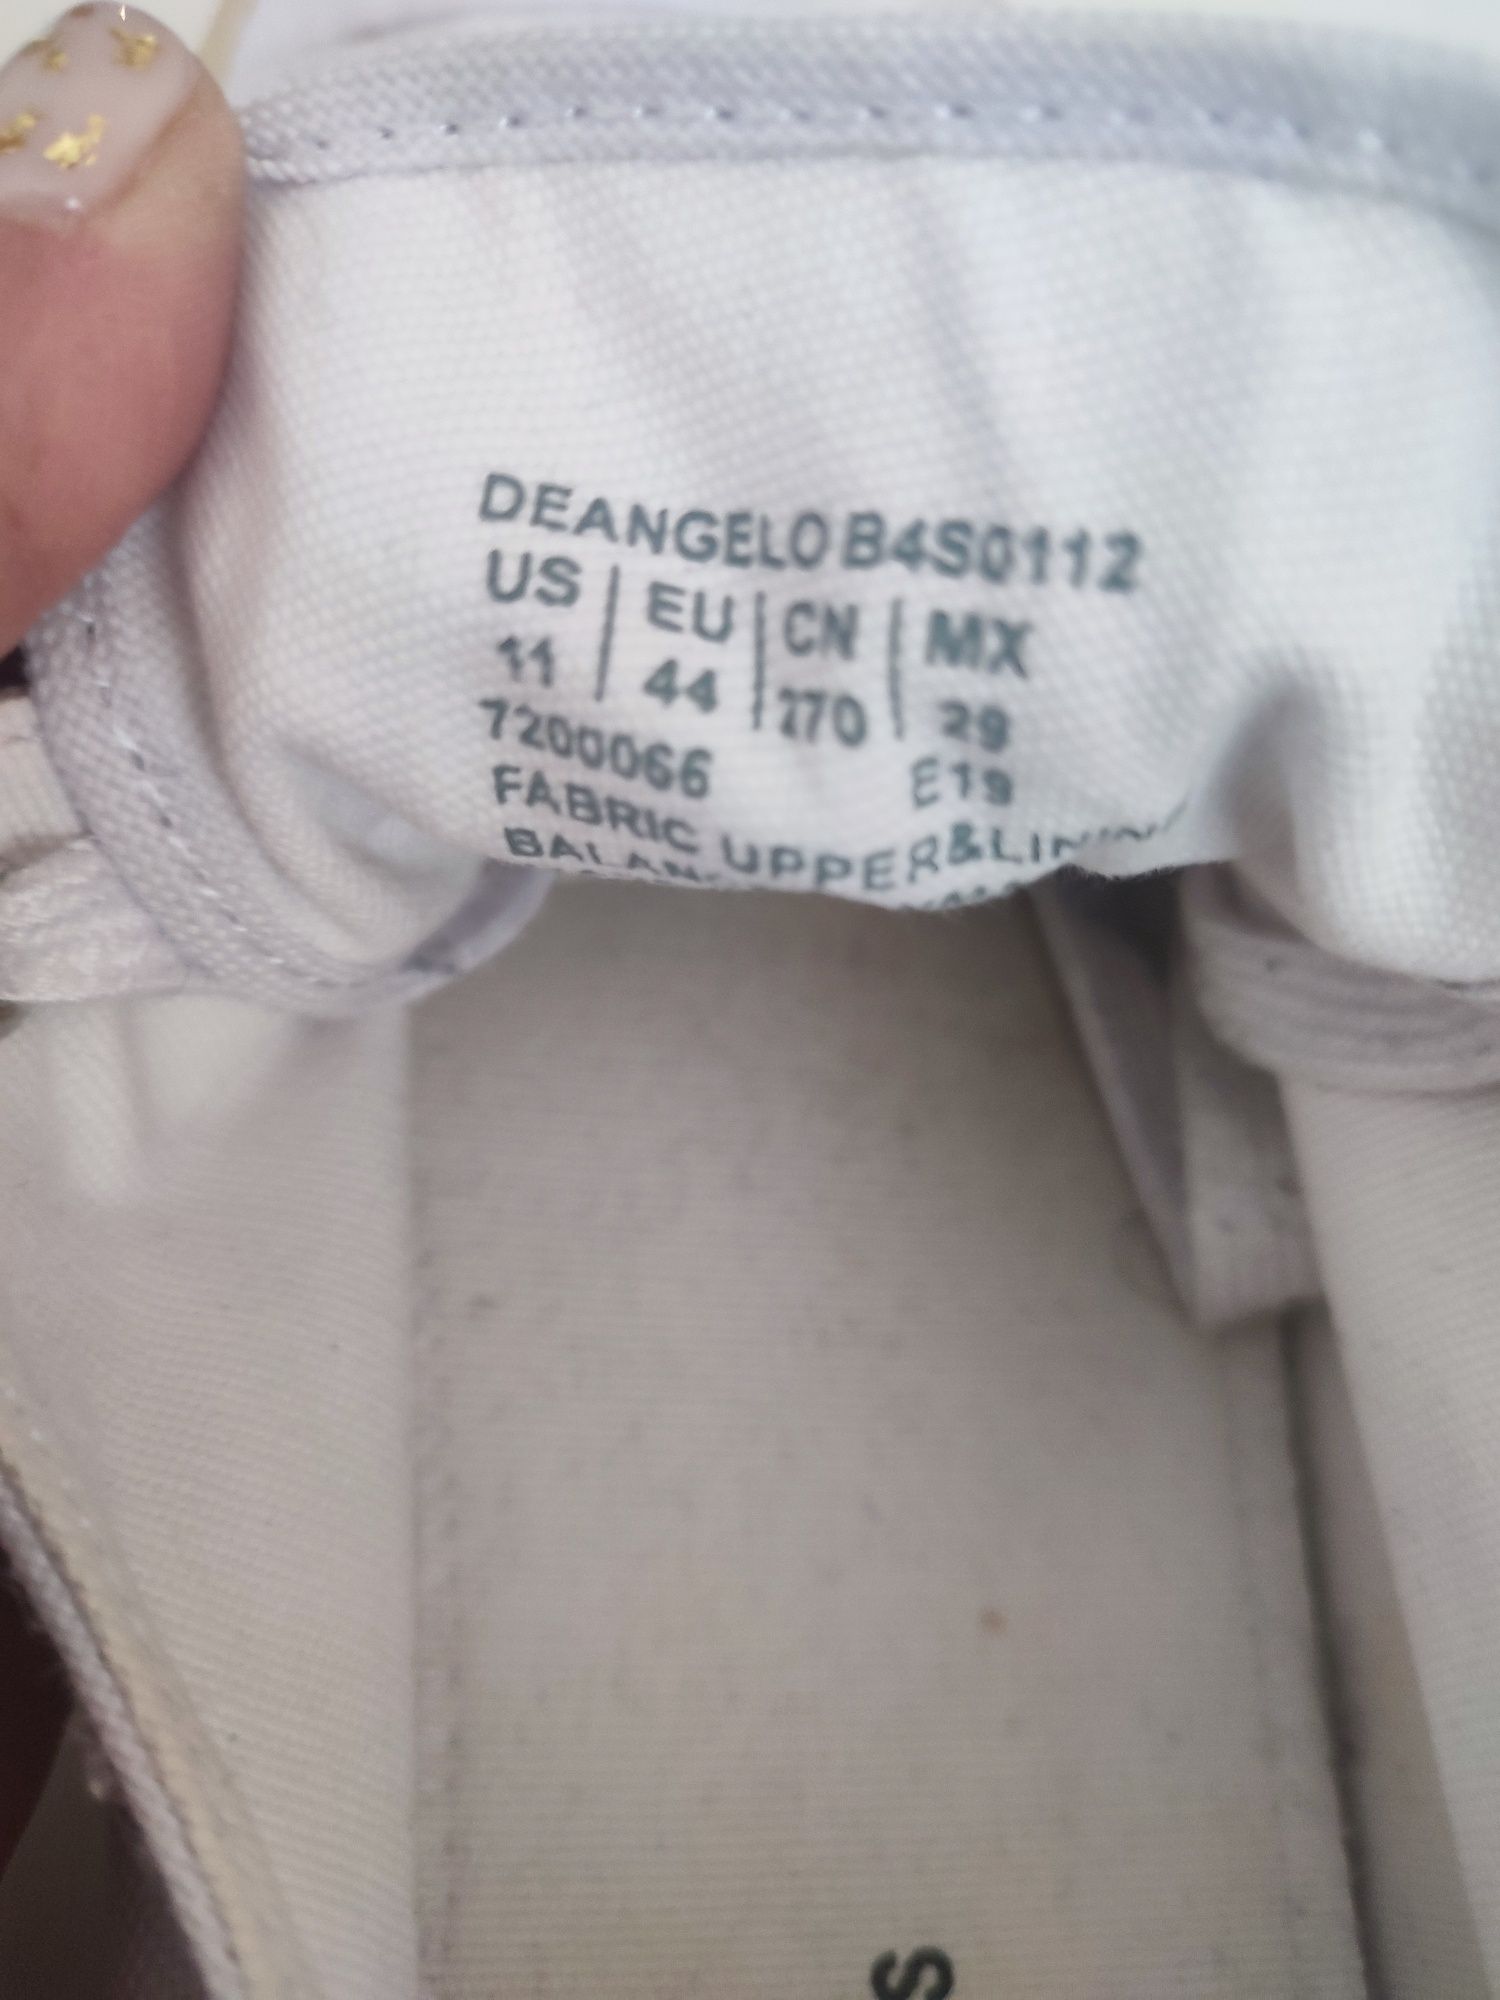 DEANGELO B4S0112
US | EU | CN | MX
11 | 44 | 270 | 29
7200066 E19
FABRIC UPPER&LINING
S